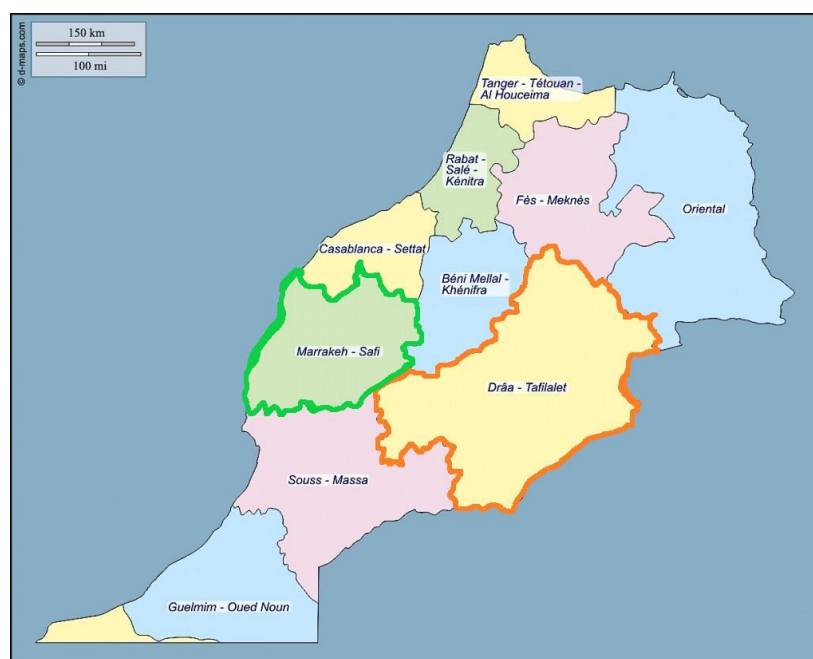 150 km
100 mi
© d-maps.com
Tanger - Tétouan -
Al Houceima
Rabat -
Salé -
Kénitra
Fès - Meknès
Oriental
Casablanca - Settat
Béni Mellal -
Khénifra
Marrakeh - Safi
Drâa - Tafilalet
Souss - Massa
Guelmim - Oued Noun